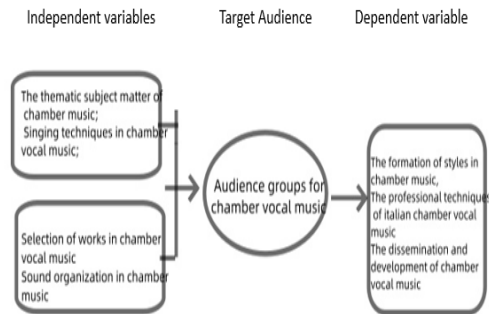 Independent variables
Target Audience
Dependent variable
The thematic subject matter of
chamber music;
Singing techniques in chamber
vocal music;
Selection of works in chamber
vocal music
Sound organization in chamber
music
Audience groups for
chamber vocal music
The formation of styles in
chamber music,
The professional techniques
of italian chamber vocal
music
The dissemination and
development of chamber
vocal music